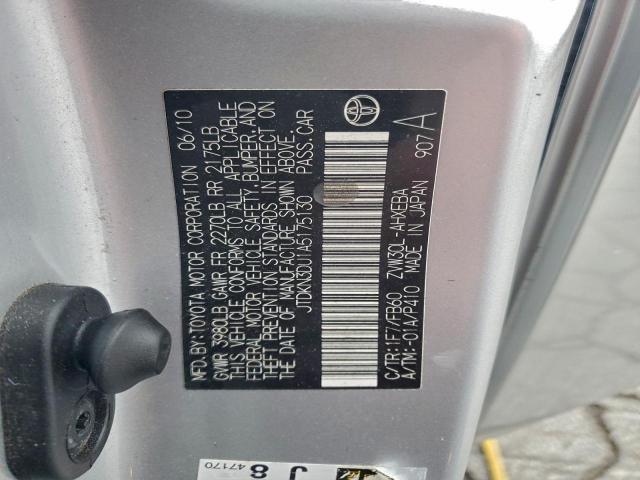 MFD. BY: TOYOTA MOTOR CORPORATION 06/10
GVWR 3980LB GAWR FR 2270LB RR 2175LB
THIS VEHICLE CONFORMS TO ALL APPLICABLE
FEDERAL MOTOR VEHICLE SAFETY, BUMPER, AND
THEFT PREVENTION STANDARDS IN EFFECT ON
THE DATE OF MANUFACTURE SHOWN ABOVE.
JTDKN3DU1A5175130 PASS.CAR
C/TR: 1F7/FB60 ZVW30L-AHXEBA
A/TM: -01A/P410 MADE IN JAPAN 907A
J 8
47170